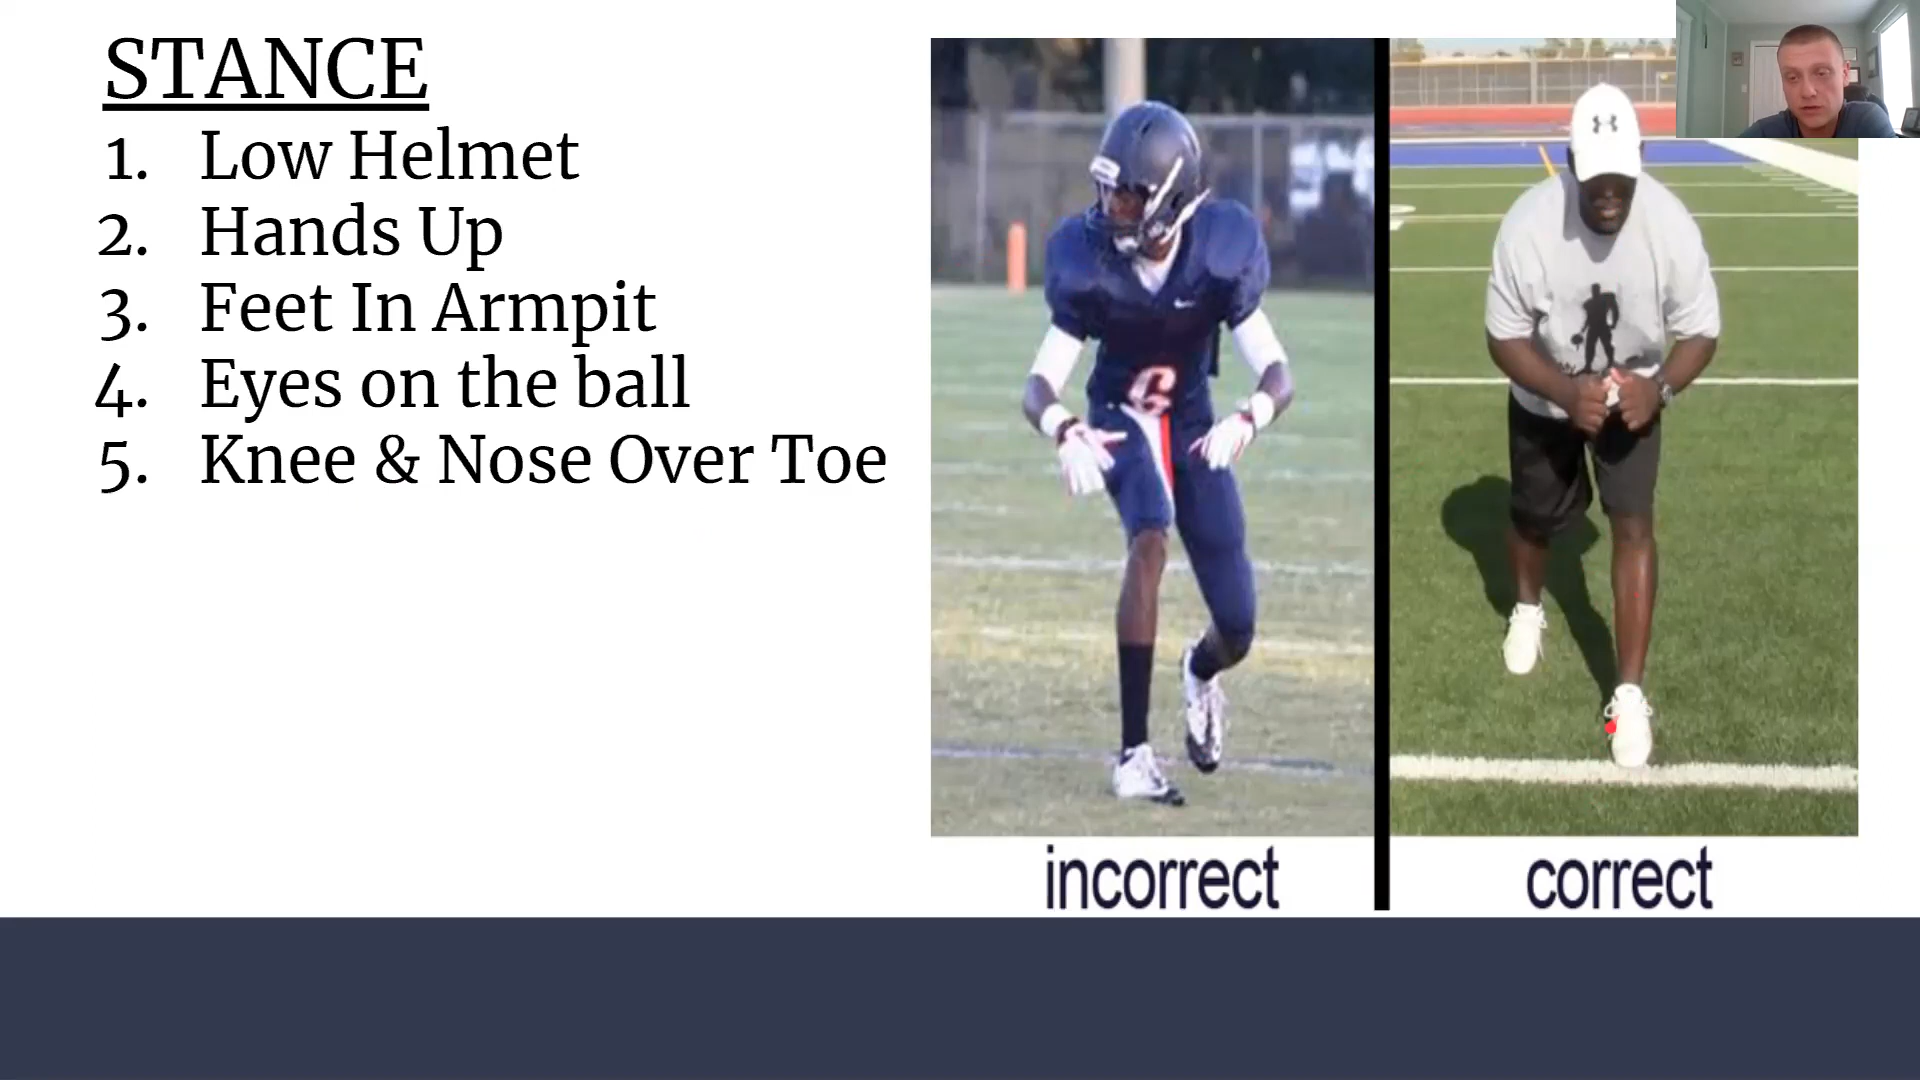 STANCE
1. Low Helmet
2. Hands Up
3. Feet In Armpit
4. Eyes on the ball
5. Knee & Nose Over Toe
incorrect
correct